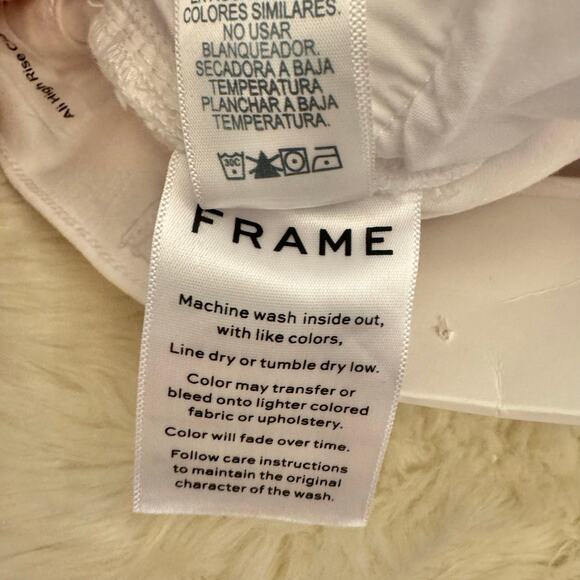 COLORES SIMILARES.
NO USAR
BLANQUEADOR.
SECADORA A BAJA
TEMPERATURA
PLANCHAR A BAJA
TEMPERATURA.
30C
Ali High Rise
FRAME
Machine wash inside out,
with like colors,
Line dry or tumble dry low.
Color may transfer or
bleed onto lighter colored
fabric or upholstery.
Color will fade over time.
Follow care instructions
to maintain the original
character of the wash.